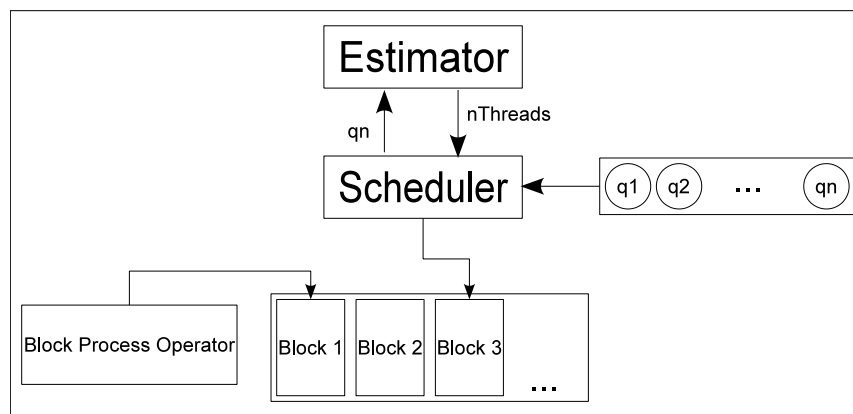 Estimator
qn
nThreads
Scheduler
q1 q2 ... qn
Block Process Operator
Block 1 Block 2 Block 3 ...